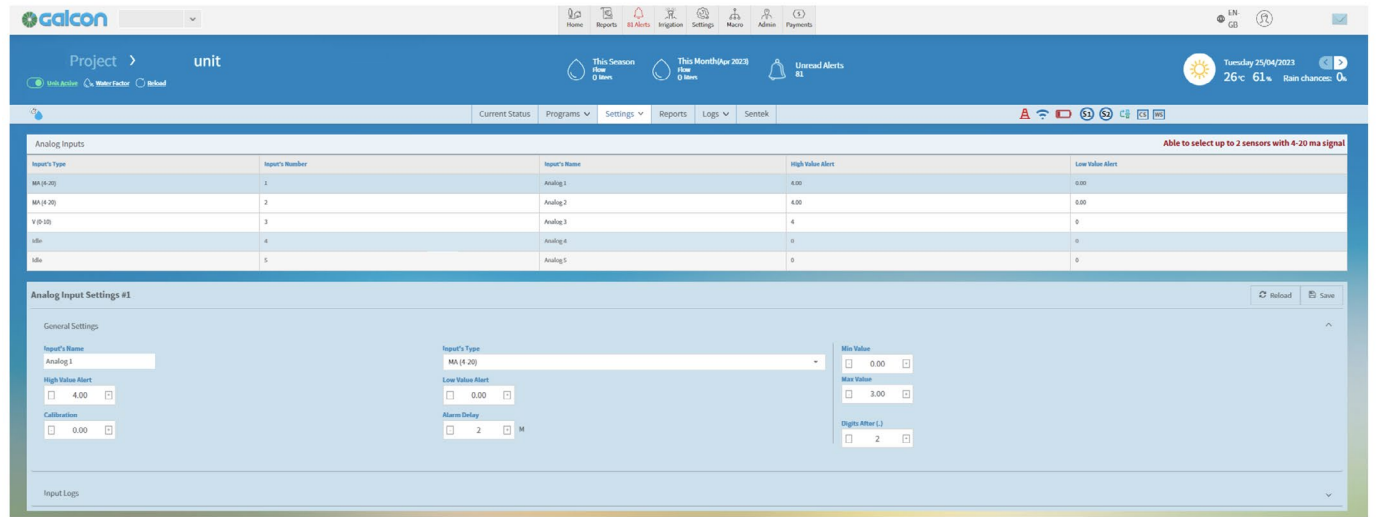 GALCON
Home Reports 81 Alerts Irrigation Settings Macro Admin Payments
EN-GB
Project > unit
Unit Active Water Factor Reload
This Season
Flow
0 liters
This Month(Apr 2023)
Flow
0 liters
Unread Alerts
81
Tuesday 25/04/2023
26°C 61% Rain chances: 0%
Current Status Programs Settings Reports Logs Sentek
S1 S2 CS WS
Analog Inputs
Able to select up to 2 sensors with 4-20 ma signal
Input's Type Input's Number Input's Name High Value Alert Low Value Alert
MA (4-20) 1 Analog 1 4.00 0.00
MA (4-20) 2 Analog 2 4.00 0.00
V (0-10) 3 Analog 3 4 0
Idle 4 Analog 4 0 0
Idle 5 Analog 5 0 0
Analog Input Settings #1
Reload Save
General Settings
Input's Name Input's Type Min Value
Analog 1 MA (4-20) 0.00
High Value Alert Low Value Alert Max Value
4.00 0.00 3.00
Calibration Alarm Delay Digits After (.)
0.00 2 M 2
Input Logs